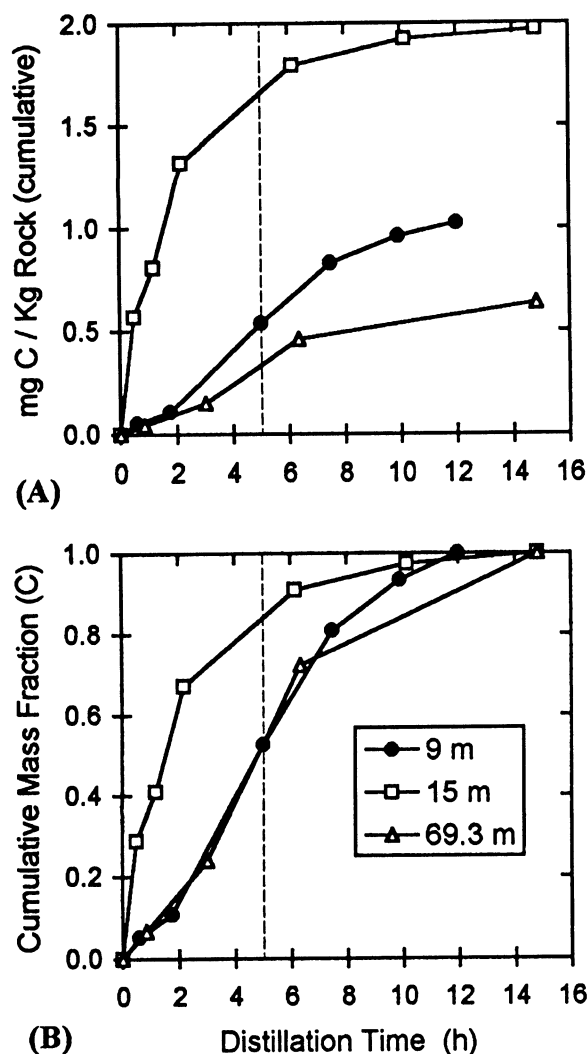 2.0
1.5
1.0
0.5
0.0
mg C / Kg Rock (cumulative)
0 2 4 6 8 10 12 14 16
(A)
1.0
0.8
0.6
0.4
0.2
0.0
Cumulative Mass Fraction (C)
9 m
15 m
69.3 m
0 2 4 6 8 10 12 14 16
(B)
Distillation Time (h)